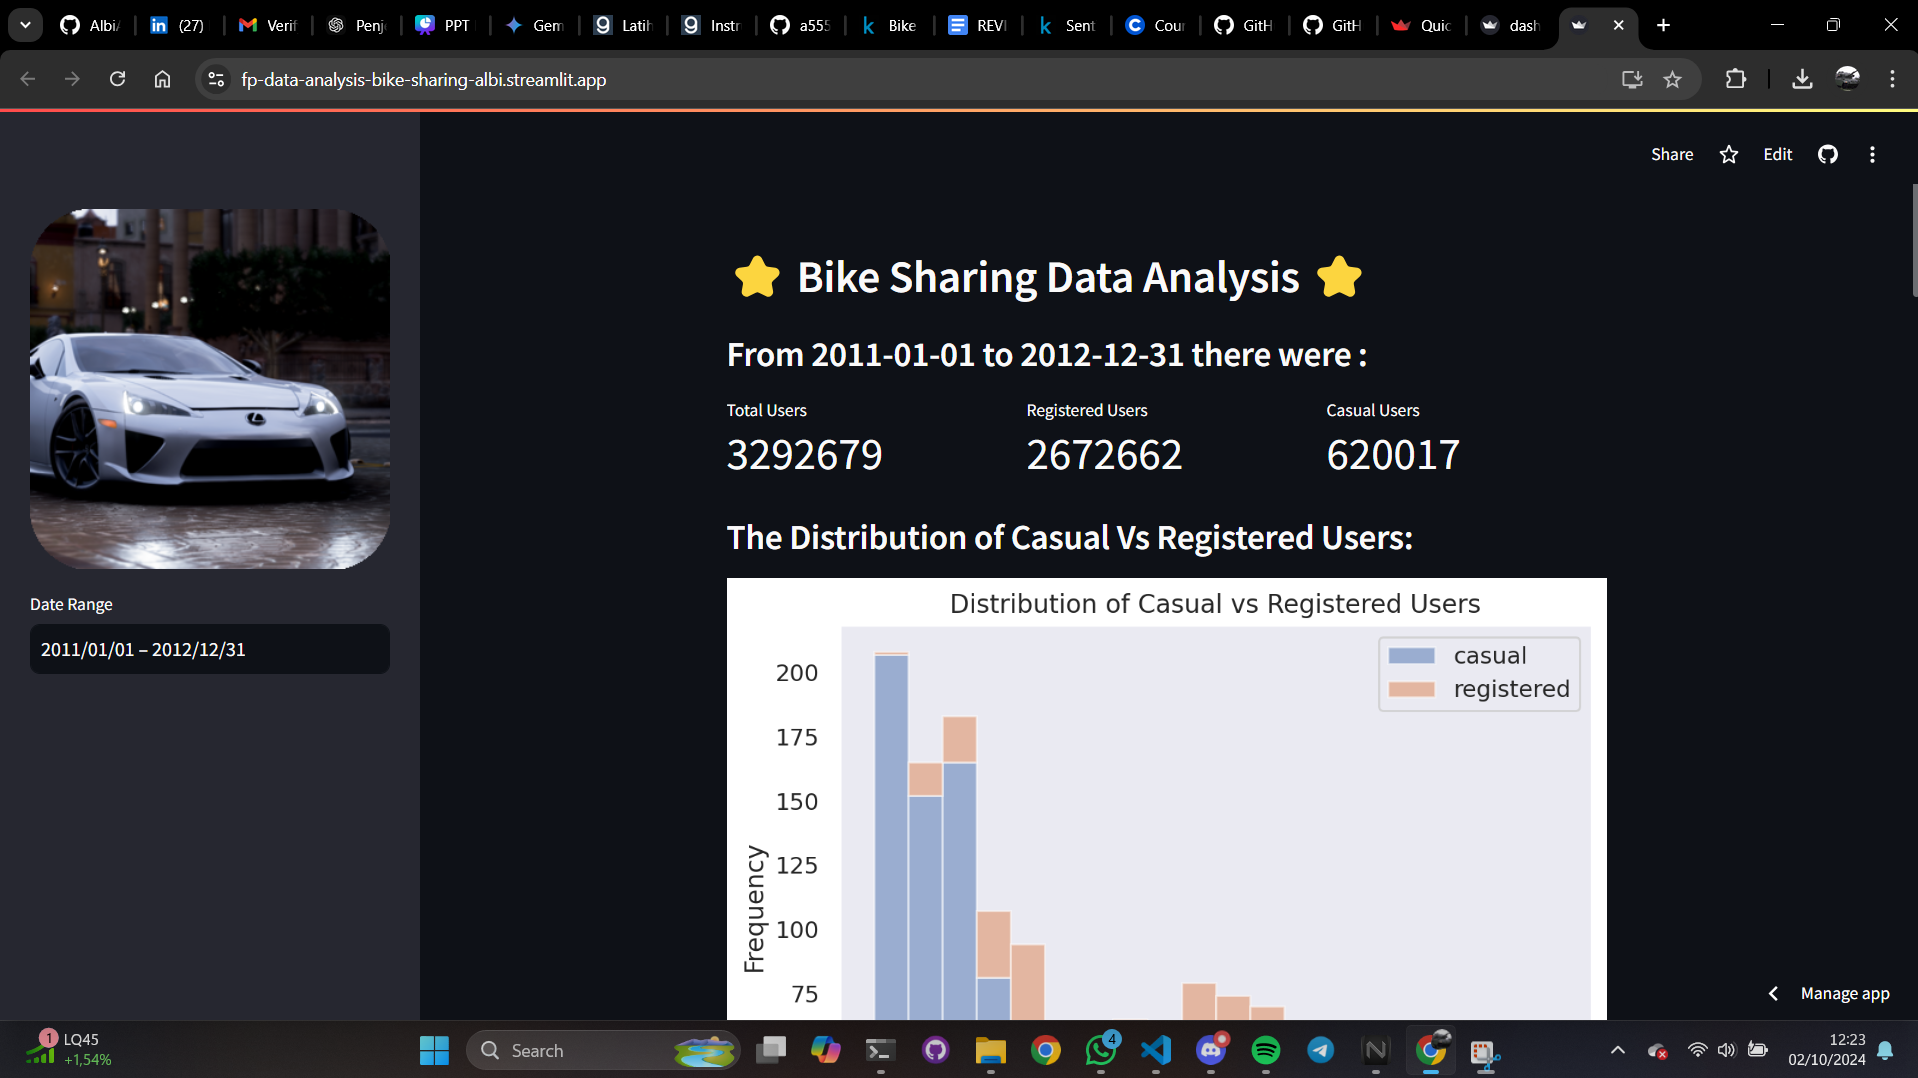 AlbiA
(27)
Verif
Penj
PPT
Gem
Latih
Instr
a555
Bike
REVI
Sent
Cour
GitH
GitH
Quic
dash
fp-data-analysis-bike-sharing-albi.streamlit.app
Share
Edit
⭐ Bike Sharing Data Analysis ⭐
From 2011-01-01 to 2012-12-31 there were :
Total Users
Registered Users
Casual Users
3292679
2672662
620017
Date Range
2011/01/01 – 2012/12/31
The Distribution of Casual Vs Registered Users:
Distribution of Casual vs Registered Users
casual
registered
200
175
150
125
100
75
Frequency
Manage app
1
LQ45
+1,54%
Search
4
12:23
02/10/2024